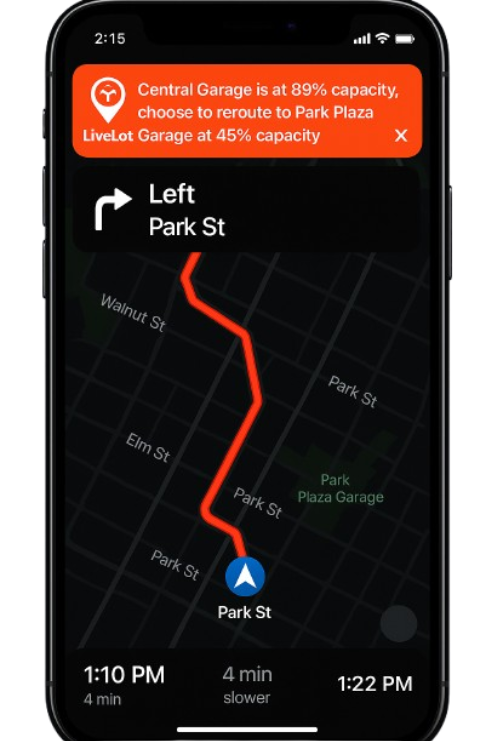 2:15
Central Garage is at 89% capacity,
choose to reroute to Park Plaza
LiveLot Garage at 45% capacity X
Left
Park St
Walnut St
Park St
Elm St
Park
Plaza Garage
Park St
Park St
Park St
1:10 PM 4 min 1:22 PM
4 min slower